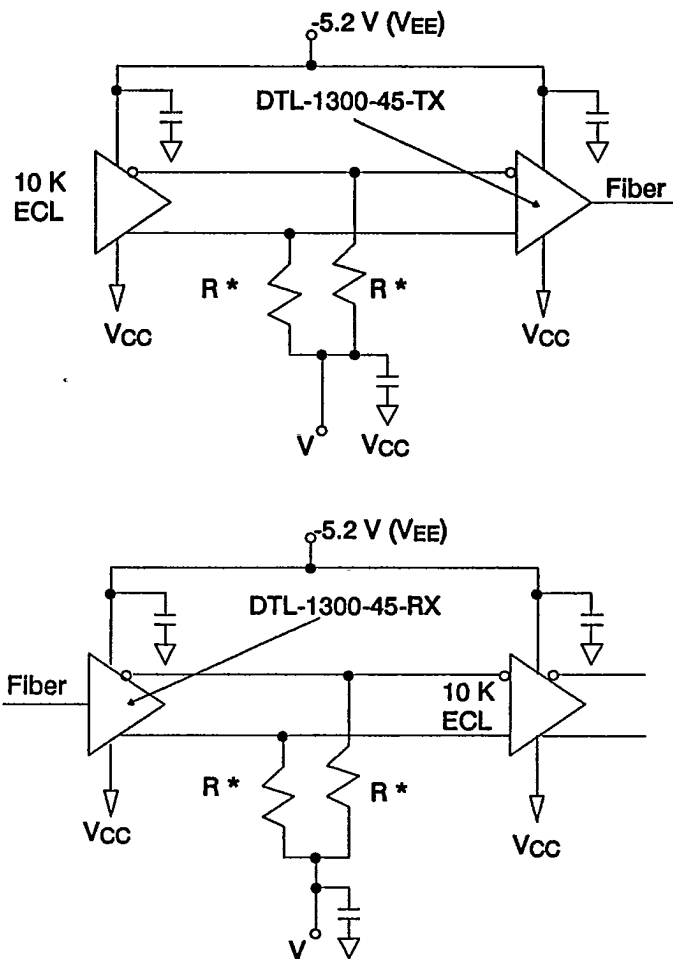 -5.2 V (VEE)
DTL-1300-45-TX
10 K
ECL
Fiber
R *
R *
VCC
VCC
V
VCC
-5.2 V (VEE)
DTL-1300-45-RX
Fiber
10 K
ECL
R *
R *
VCC
VCC
V